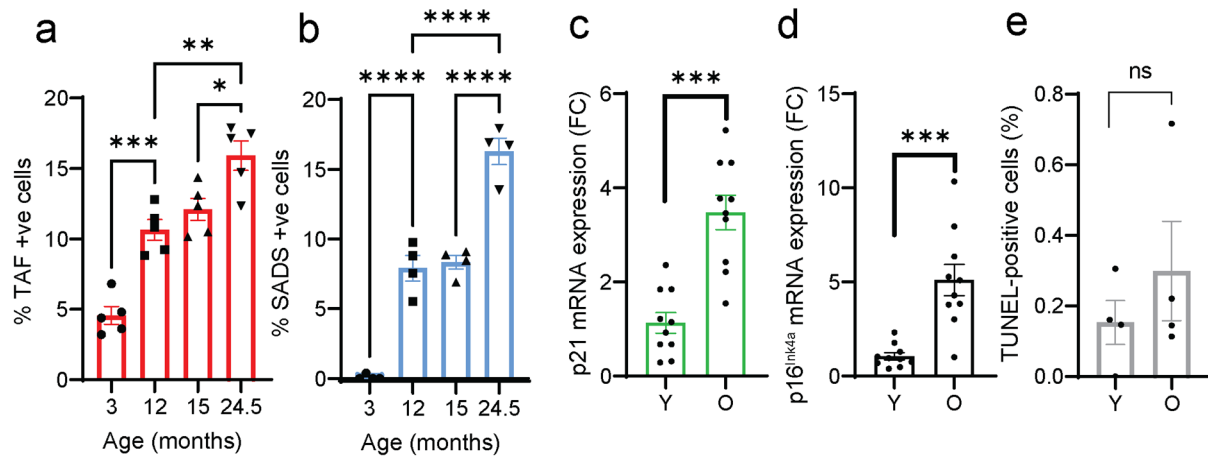 a
**
*
***
20
15
10
5
0
% TAF +ve cells
3 12 15 24.5
Age (months)
b
****
**** ****
20
15
10
5
0
% SADS +ve cells
3 12 15 24.5
Age (months)
c
***
6
4
2
0
p21 mRNA expression (FC)
Y O
d
***
15
10
5
0
p16Ink4a mRNA expression (FC)
Y O
e
ns
0.8
0.6
0.4
0.2
0.0
TUNEL-positive cells (%)
Y O